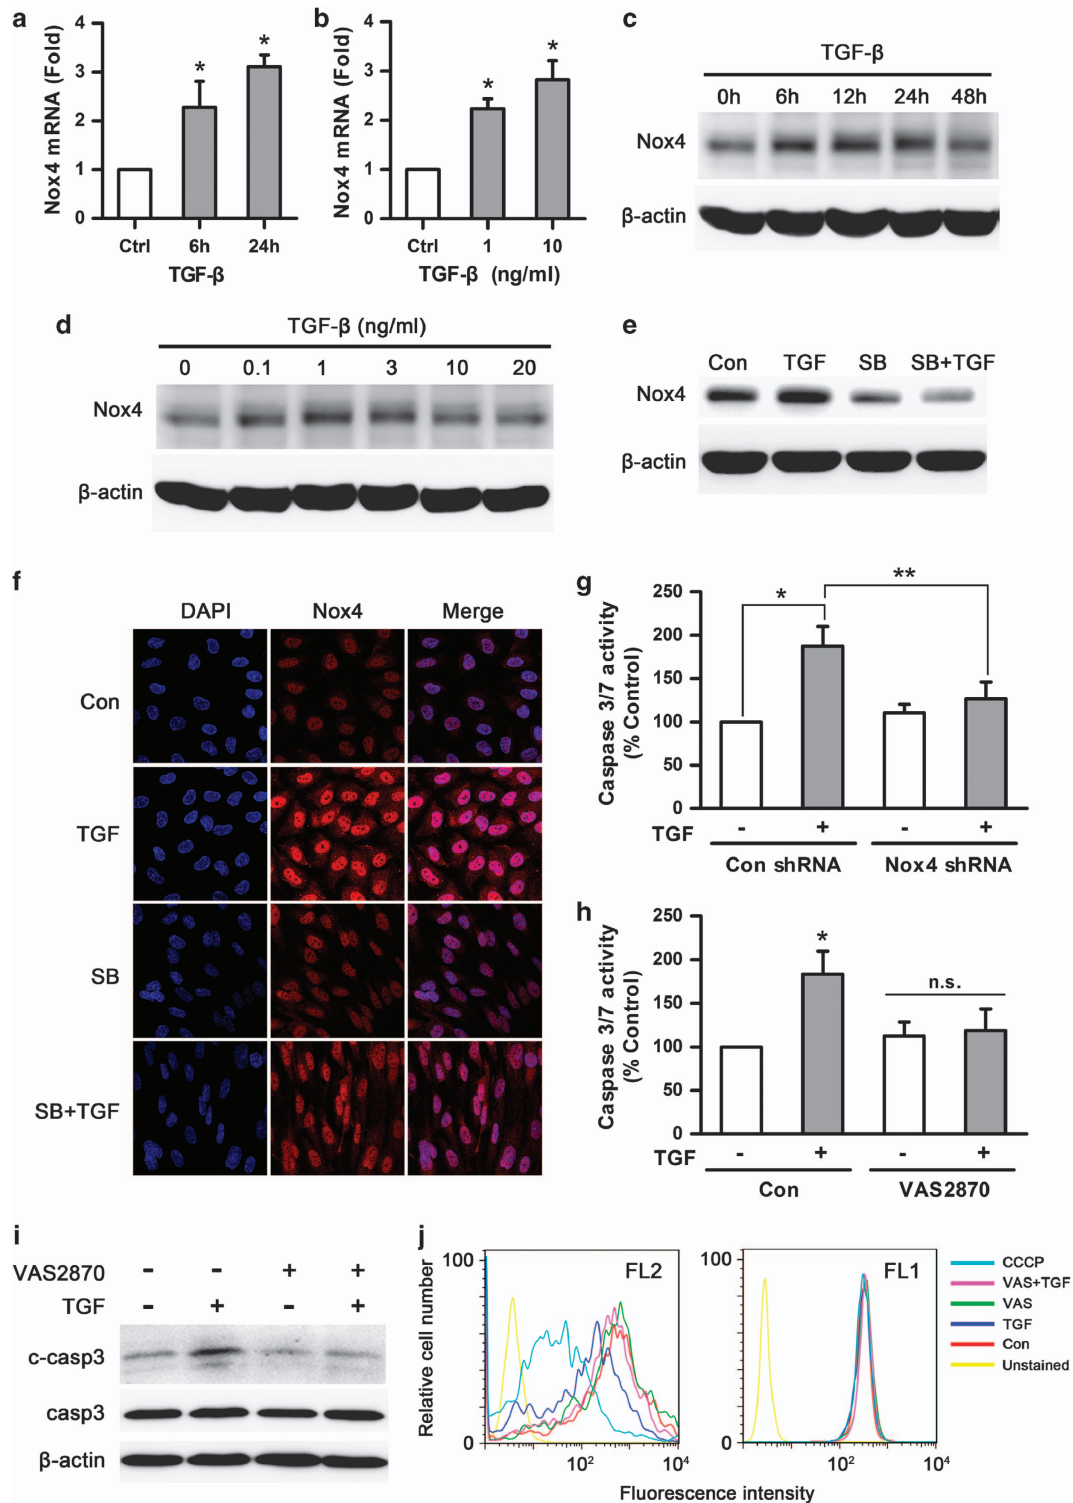 a
4
3
2
1
0
Nox4 mRNA (Fold)
*
*
Ctrl 6h 24h
TGF-β
b
4
3
2
1
0
Nox4 mRNA (Fold)
*
*
Ctrl 1 10
TGF-β (ng/ml)
c
TGF-β
0h 6h 12h 24h 48h
Nox4
β-actin
d
TGF-β (ng/ml)
0 0.1 1 3 10 20
Nox4
β-actin
e
Con TGF SB SB+TGF
Nox4
β-actin
f
DAPI Nox4 Merge
Con
TGF
SB
SB+TGF
g
Caspase 3/7 activity
(% Control)
250
200
150
100
50
0
*
**
TGF - + - +
Con shRNA Nox4 shRNA
h
Caspase 3/7 activity
(% Control)
250
200
150
100
50
0
*
n.s.
TGF - + - +
Con VAS2870
i
VAS2870 - - + +
TGF - + - +
c-casp3
casp3
β-actin
j
Relative cell number
100
0
FL2
10² 10⁴
100
0
FL1
10² 10⁴
Fluorescence intensity
CCCP
VAS+TGF
VAS
TGF
Con
Unstained